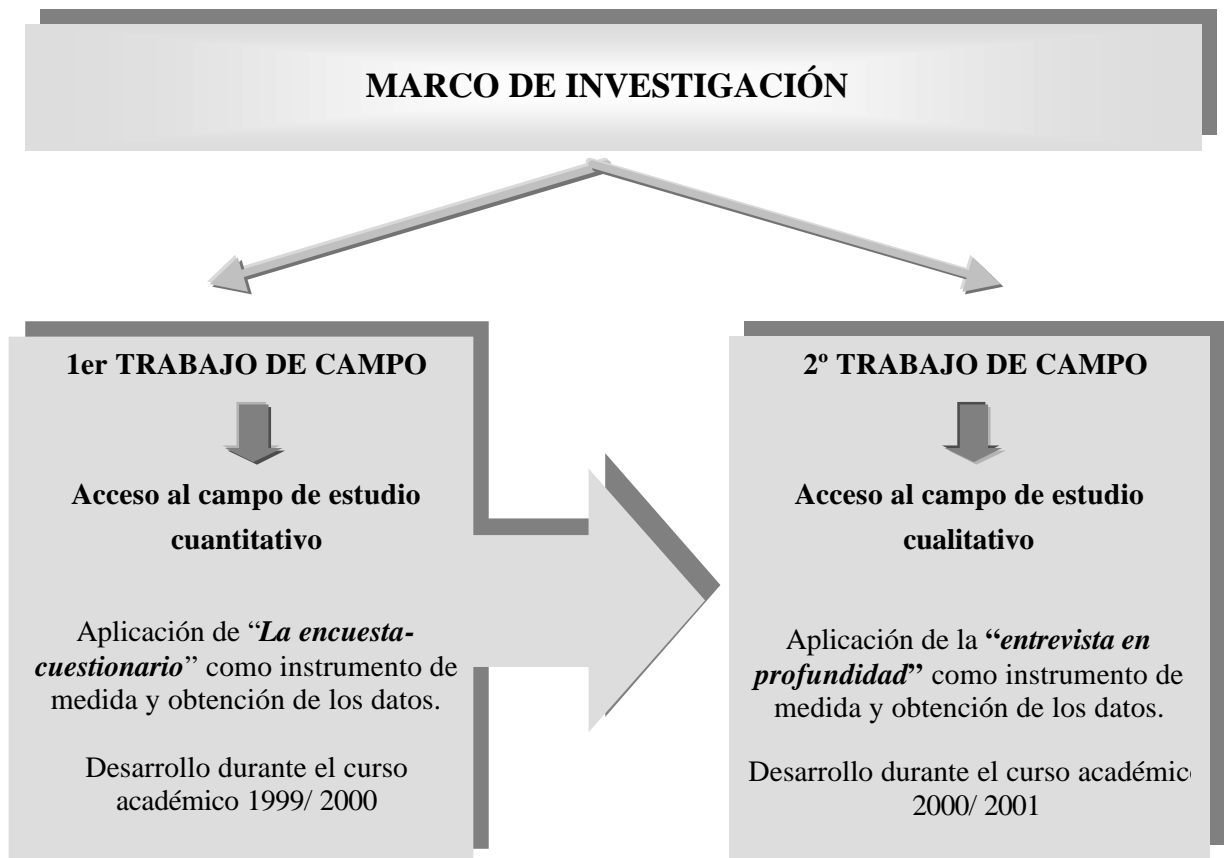 MARCO DE INVESTIGACIÓN
1er TRABAJO DE CAMPO
Acceso al campo de estudio
cuantitativo
Aplicación de “La encuesta-
cuestionario” como instrumento de
medida y obtención de los datos.
Desarrollo durante el curso
académico 1999/ 2000
2º TRABAJO DE CAMPO
Acceso al campo de estudio
cualitativo
Aplicación de la “entrevista en
profundidad” como instrumento de
medida y obtención de los datos.
Desarrollo durante el curso académic
2000/ 2001